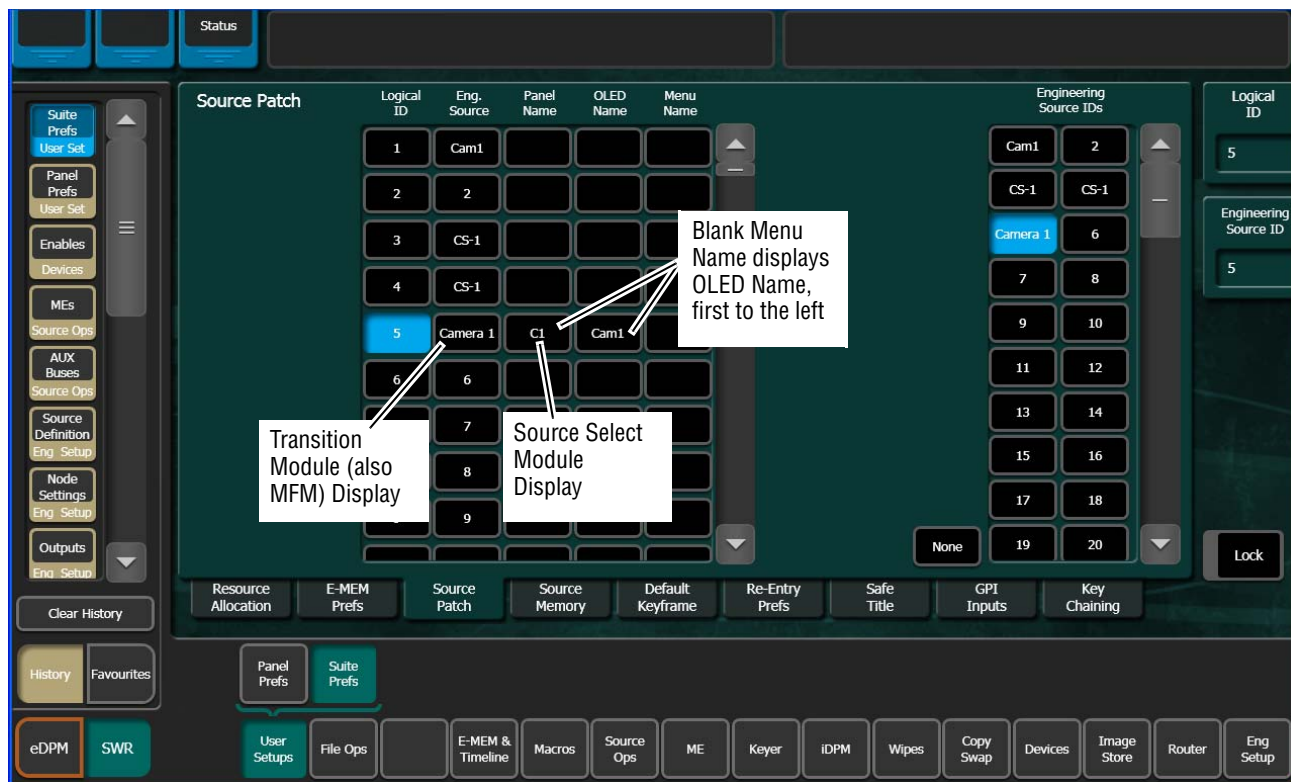 Status
Source Patch
Logical
ID
Eng.
Source
Panel
Name
OLED
Name
Menu
Name
Engineering
Source IDs
Logical
ID
5
Engineering
Source ID
5
Suite
Prefs
User Set
Panel
Prefs
User Set
Enables
Devices
MEs
Source Ops
AUX
Buses
Source Ops
Source
Definition
Eng Setup
Node
Settings
Eng Setup
Outputs
Eng Setup
Clear History
History
Favourites
1
Cam1
2
2
3
CS-1
4
CS-1
5
Camera 1
C1
Cam1
6
6
7
8
9
Blank Menu
Name displays
OLED Name,
first to the left
Transition
Module (also
MFM) Display
Source Select
Module
Display
Cam1
2
CS-1
CS-1
Camera 1
6
7
8
9
10
11
12
13
14
15
16
17
18
None
19
20
Lock
Resource
Allocation
E-MEM
Prefs
Source
Patch
Source
Memory
Default
Keyframe
Re-Entry
Prefs
Safe
Title
GPI
Inputs
Key
Chaining
Panel
Prefs
Suite
Prefs
eDPM
SWR
User
Setups
File Ops
E-MEM &
Timeline
Macros
Source
Ops
ME
Keyer
iDPM
Wipes
Copy
Swap
Devices
Image
Store
Router
Eng
Setup